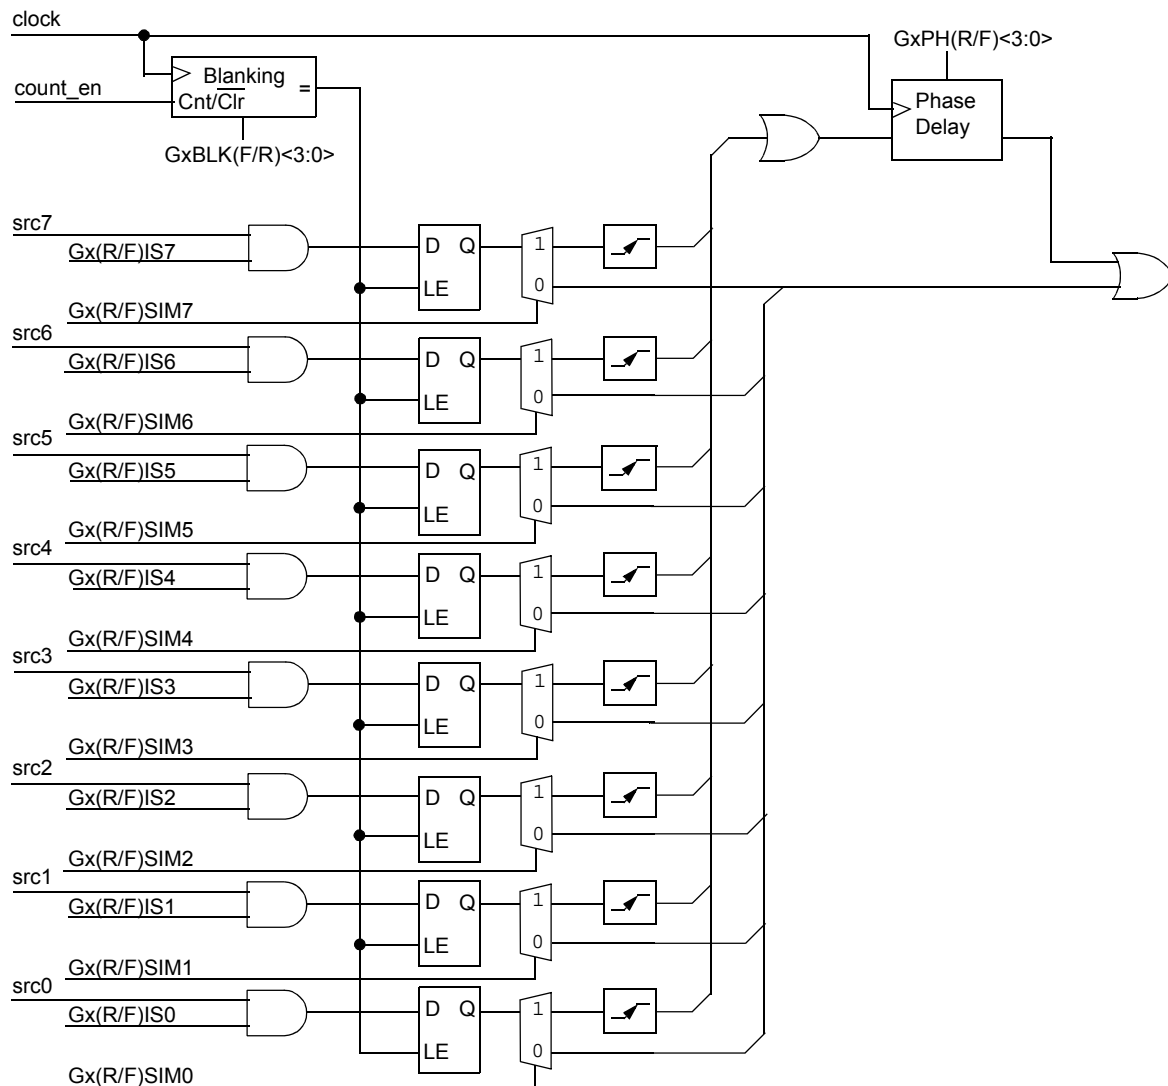 clock
GxPH(R/F)<3:0>
Blanking
=
count_en
Cnt/Clr
Phase
Delay
GxBLK(F/R)<3:0>
src7
Gx(R/F)IS7
D Q
1
LE
0
Gx(R/F)SIM7
src6
Gx(R/F)IS6
D Q
1
LE
0
Gx(R/F)SIM6
src5
Gx(R/F)IS5
D Q
1
LE
0
Gx(R/F)SIM5
src4
Gx(R/F)IS4
D Q
1
LE
0
Gx(R/F)SIM4
src3
Gx(R/F)IS3
D Q
1
LE
0
Gx(R/F)SIM3
src2
Gx(R/F)IS2
D Q
1
LE
0
Gx(R/F)SIM2
src1
Gx(R/F)IS1
D Q
1
LE
0
Gx(R/F)SIM1
src0
Gx(R/F)IS0
D Q
1
LE
0
Gx(R/F)SIM0